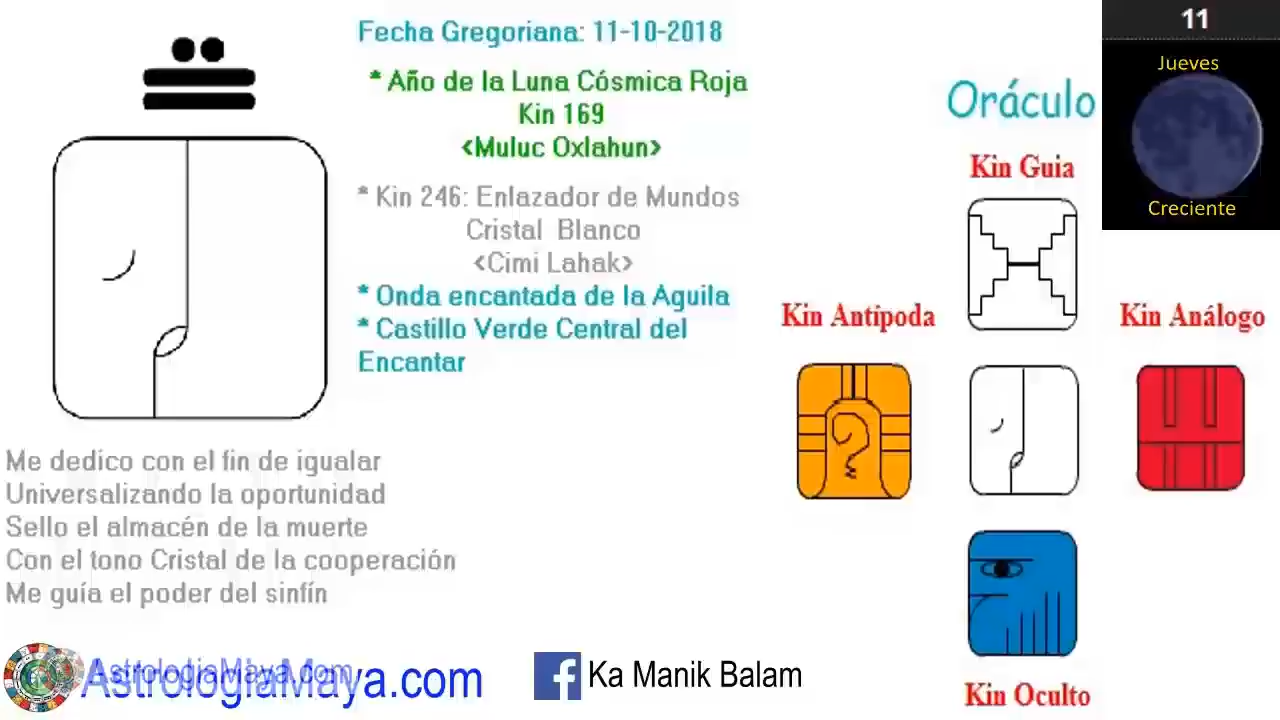 Fecha Gregoriana: 11-10-2018
* Año de la Luna Cósmica Roja
Kin 169
<Muluc Oxlahun>
* Kin 246: Enlazador de Mundos
Cristal Blanco
<Cimi Lahak>
* Onda encantada de la Aguila
* Castillo Verde Central del
Encantar
Me dedico con el fin de igualar
Universalizando la oportunidad
Sello el almacén de la muerte
Con el tono Cristal de la cooperación
Me guía el poder del sinfín
11
Jueves
Creciente
Oráculo
Kin Guia
Kin Antípoda
Kin Análogo
Kin Oculto
AstrologiaMaya.com
AstrologiaMaya.com
f Ka Manik Balam